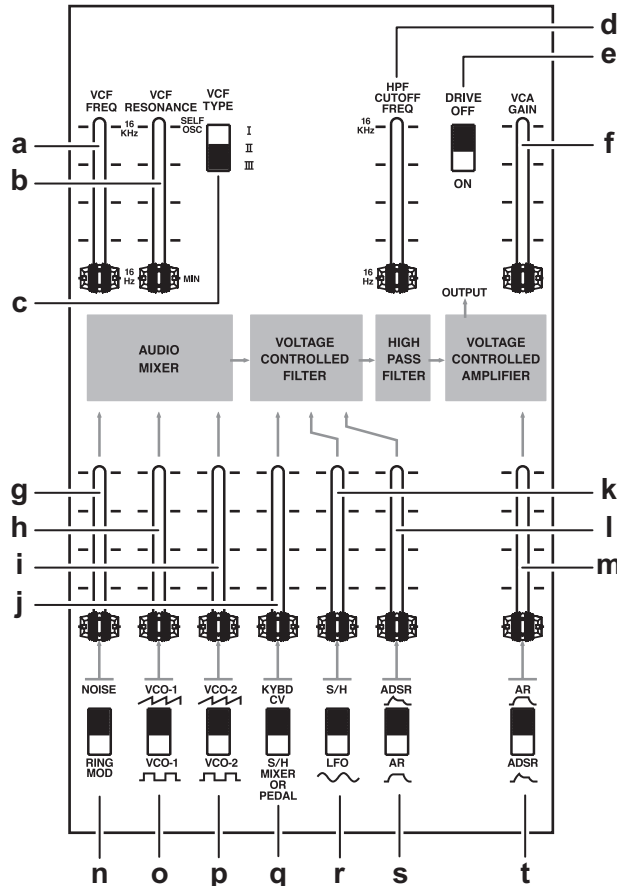 d
e
VCF
FREQ
VCF
RESONANCE
VCF
TYPE
HPF
CUTOFF
FREQ
DRIVE
OFF
VCA
GAIN
16
KHz
SELF
OSC
I
II
III
16
KHz
ON
a
b
c
f
16
Hz
MIN
16
Hz
OUTPUT
AUDIO
MIXER
VOLTAGE
CONTROLLED
FILTER
HIGH
PASS
FILTER
VOLTAGE
CONTROLLED
AMPLIFIER
g
h
i
j
k
l
m
NOISE
VCO-1
VCO-2
KYBD
CV
S/H
ADSR
AR
RING
MOD
VCO-1
VCO-2
S/H
MIXER
OR
PEDAL
LFO
AR
ADSR
n o p q r s t